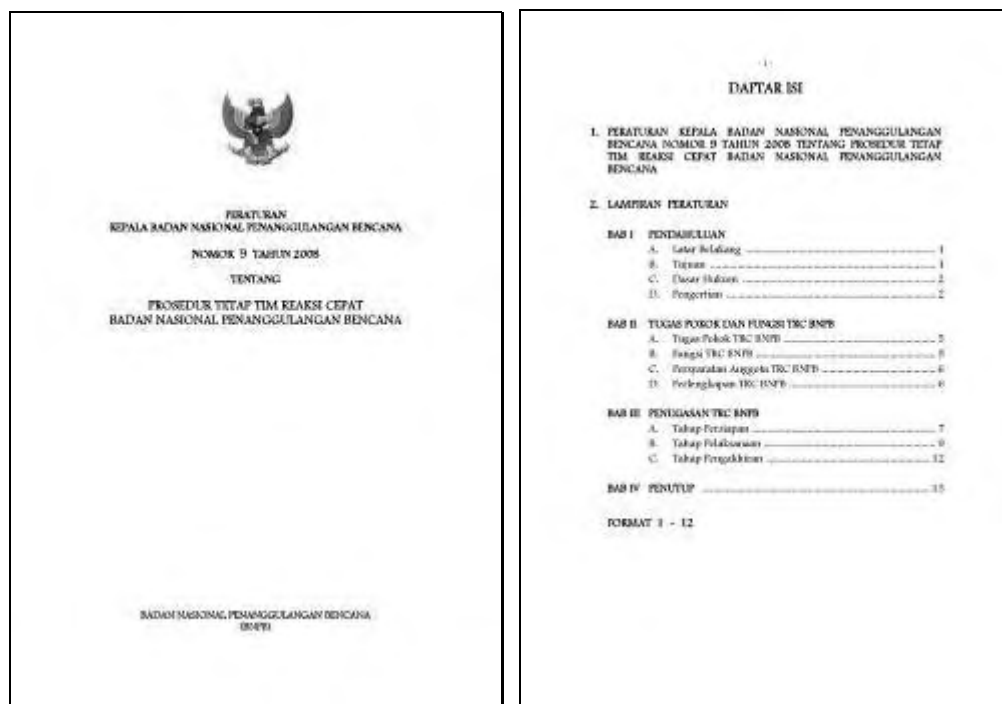 PERATURAN
KEPALA BADAN NASIONAL PENANGGULANGAN BENCANA
NOMOR 9 TAHUN 2008
TENTANG
PROSEDUR TETAP TIM REAKSI CEPAT
BADAN NASIONAL PENANGGULANGAN BENCANA
BADAN NASIONAL PENANGGULANGAN BENCANA
(BNPB)
- i -
DAFTAR ISI
1. PERATURAN KEPALA BADAN NASIONAL PENANGGULANGAN
BENCANA NOMOR 9 TAHUN 2008 TENTANG PROSEDUR TETAP
TIM REAKSI CEPAT BADAN NASIONAL PENANGGULANGAN
BENCANA
2. LAMPIRAN PERATURAN
BAB I PENDAHULUAN
A. Latar Belakang 1
B. Tujuan 1
C. Dasar Hukum 2
D. Pengertian 2
BAB II TUGAS POKOK DAN FUNGSI TRC BNPB
A. Tugas Pokok TRC BNPB 5
B. Fungsi TRC BNPB 5
C. Persyaratan Anggota TRC BNPB 6
D. Perlengkapan TRC BNPB 6
BAB III PENUGASAN TRC BNPB
A. Tahap Persiapan 7
B. Tahap Pelaksanaan 9
C. Tahap Pengakhiran 12
BAB IV PENUTUP 13
FORMAT 1 - 12